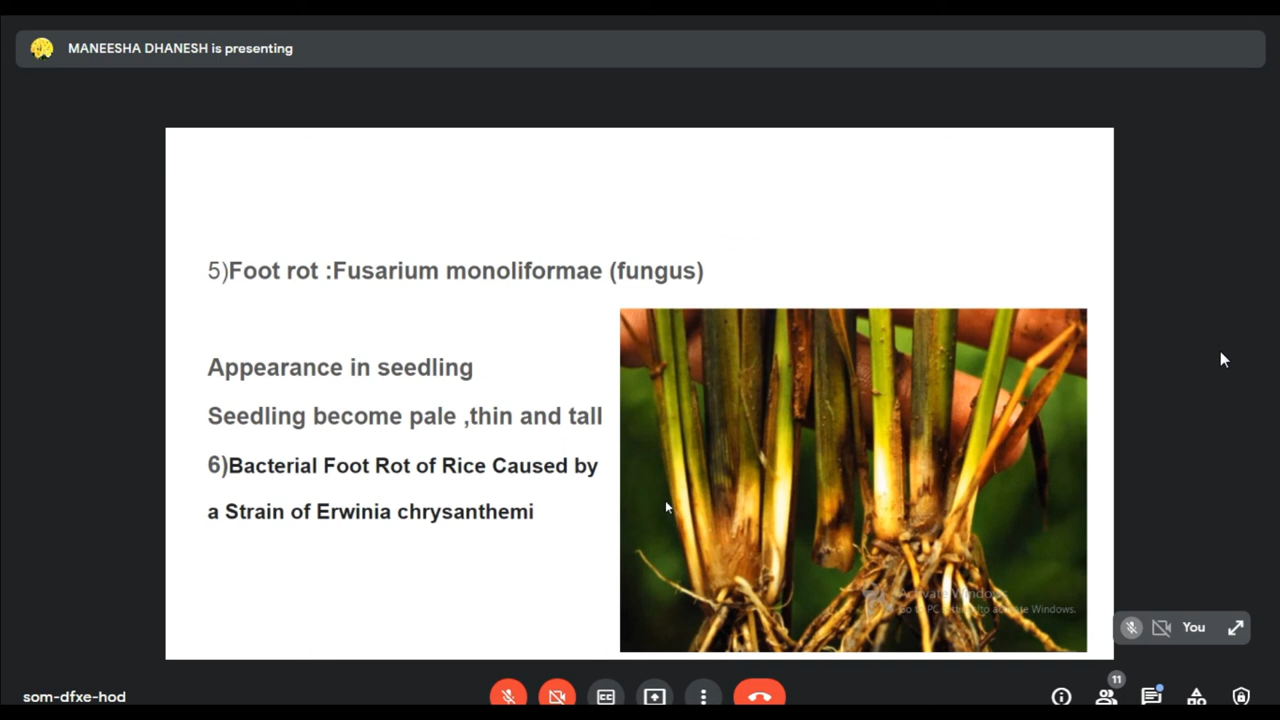 MANEESHA DHANESH is presenting
5)Foot rot :Fusarium monoliformae (fungus)
Appearance in seedling
Seedling become pale ,thin and tall
6)Bacterial Foot Rot of Rice Caused by
a Strain of Erwinia chrysanthemi
Activate Windows
Go to PC settings to activate Windows.
You
som-dfxe-hod
CC
11